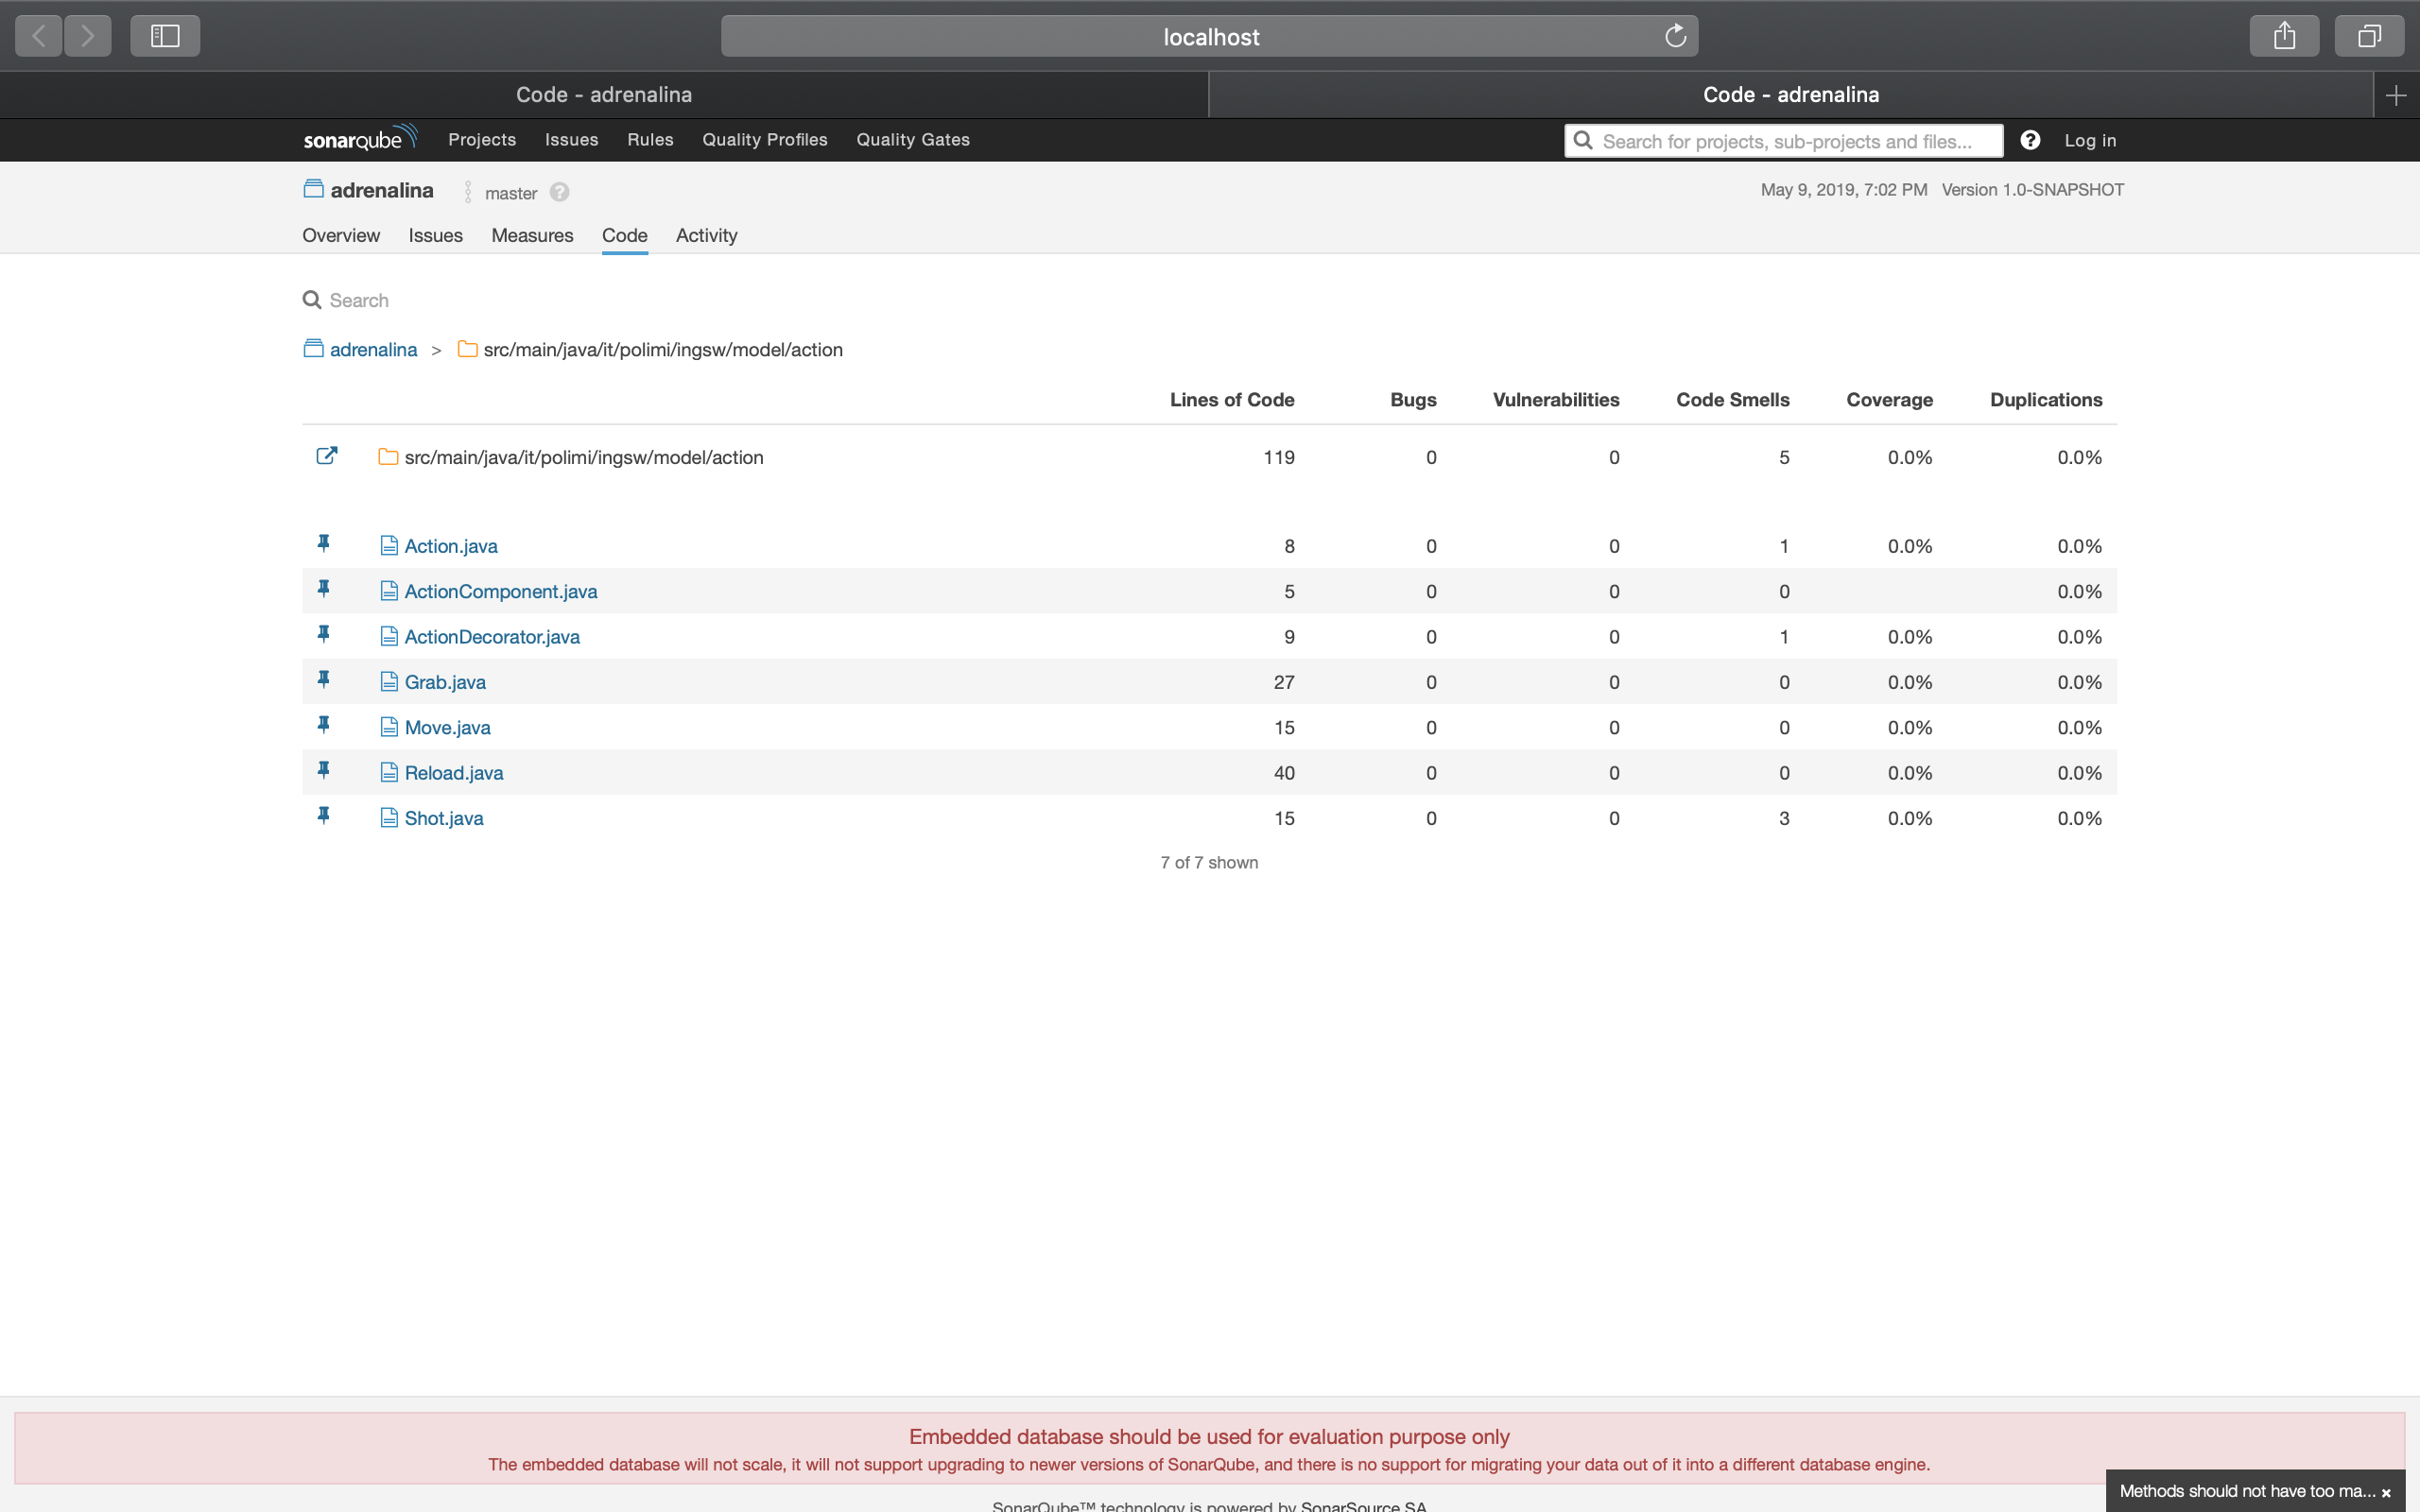 localhost
Code - adrenalina
Code - adrenalina
sonarqube Projects Issues Rules Quality Profiles Quality Gates Search for projects, sub-projects and files... Log in
adrenalina master May 9, 2019, 7:02 PM Version 1.0-SNAPSHOT
Overview Issues Measures Code Activity
Search
adrenalina > src/main/java/it/polimi/ingsw/model/action
Lines of Code Bugs Vulnerabilities Code Smells Coverage Duplications
src/main/java/it/polimi/ingsw/model/action 119 0 0 5 0.0% 0.0%
Action.java 8 0 0 1 0.0% 0.0%
ActionComponent.java 5 0 0 0 0.0%
ActionDecorator.java 9 0 0 1 0.0% 0.0%
Grab.java 27 0 0 0 0.0% 0.0%
Move.java 15 0 0 0 0.0% 0.0%
Reload.java 40 0 0 0 0.0% 0.0%
Shot.java 15 0 0 3 0.0% 0.0%
7 of 7 shown
Embedded database should be used for evaluation purpose only
The embedded database will not scale, it will not support upgrading to newer versions of SonarQube, and there is no support for migrating your data out of it into a different database engine.
Methods should not have too ma... ×
SonarQube™ technology is powered by SonarSource SA